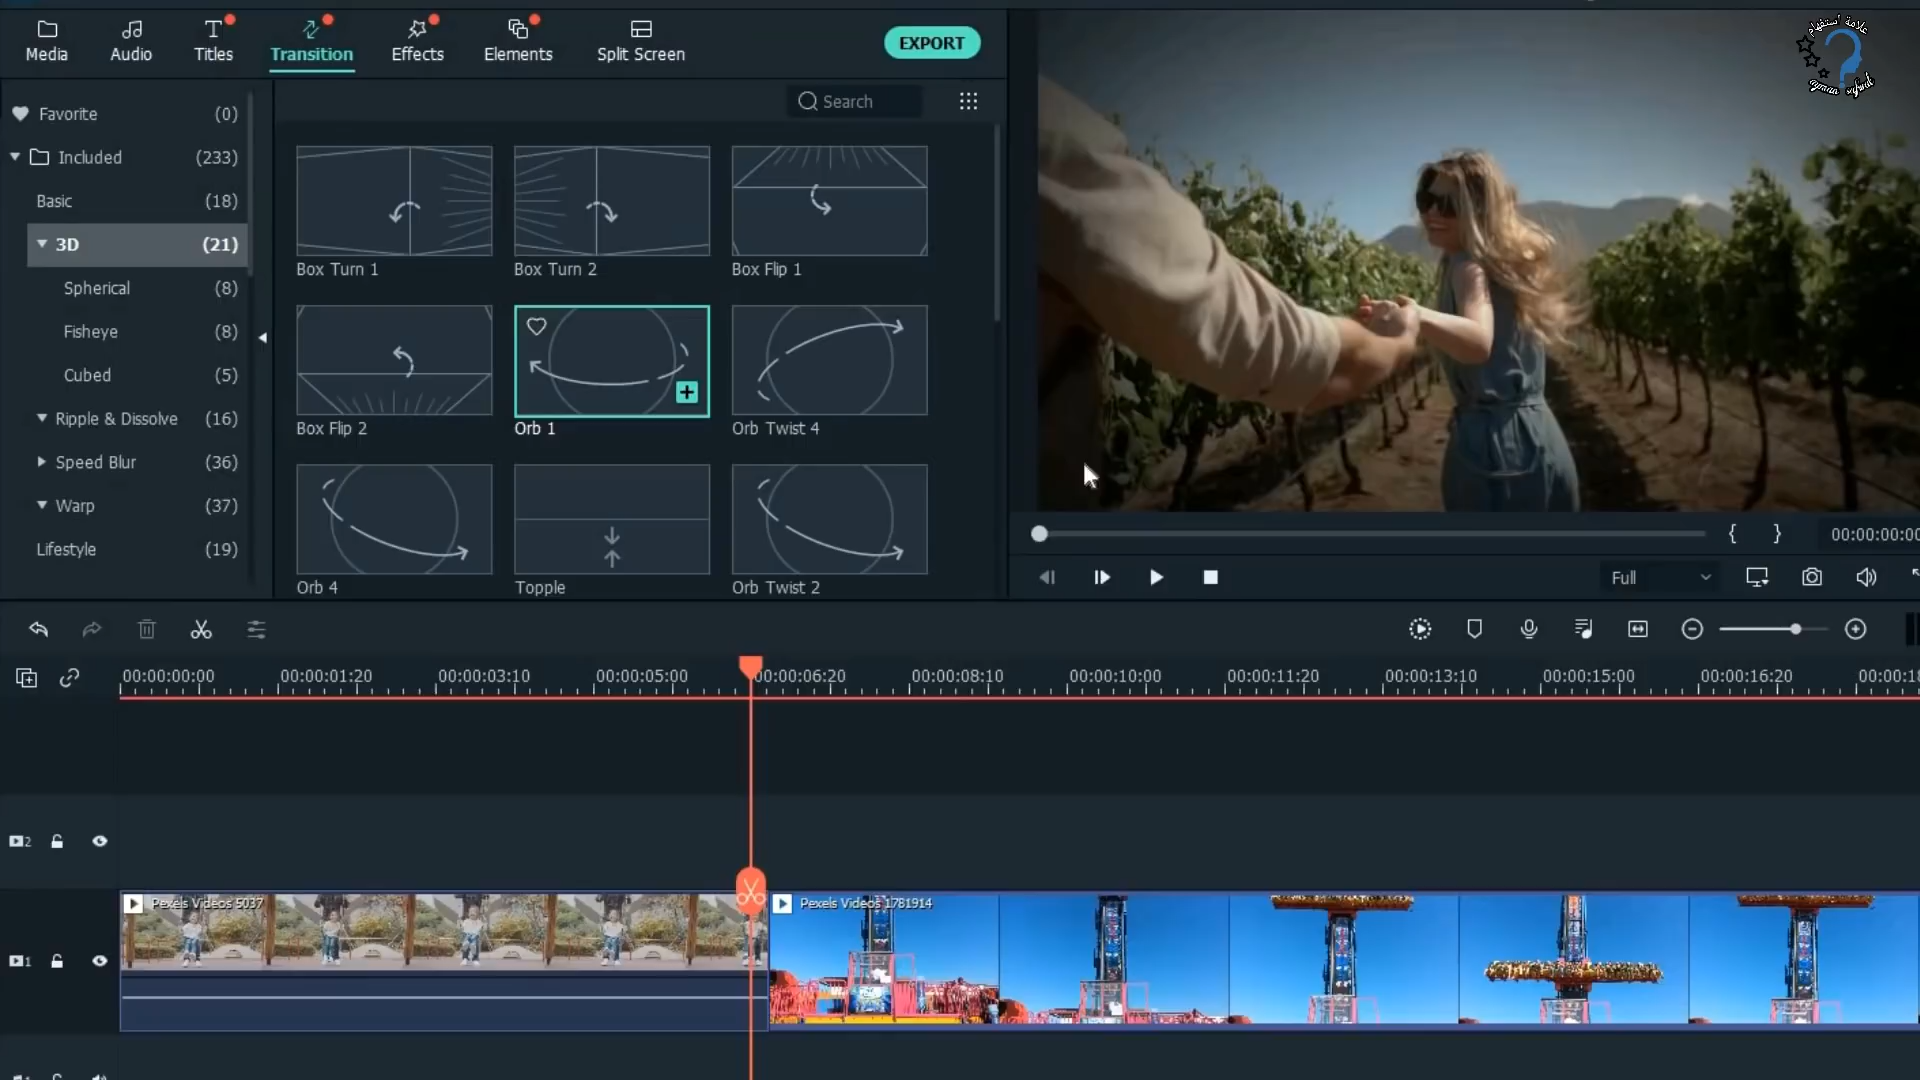 Media
Audio
Titles
Transition
Effects
Elements
Split Screen
EXPORT
علامة استفهام
ayman safwat
Favorite (0)
Search
Included (233)
Basic (18)
3D (21)
Spherical (8)
Fisheye (8)
Cubed (5)
Ripple & Dissolve (16)
Speed Blur (36)
Warp (37)
Lifestyle (19)
Box Turn 1
Box Turn 2
Box Flip 1
Box Flip 2
Orb 1
Orb Twist 4
Orb 4
Topple
Orb Twist 2
{ }
00:00:00:00
Full
00:00:00:00 00:00:01:20 00:00:03:10 00:00:05:00 00:00:06:20 00:00:08:10 00:00:10:00 00:00:11:20 00:00:13:10 00:00:15:00 00:00:16:20 00:00:18
2
Pexels Videos 5037
Pexels Videos 1781914
1